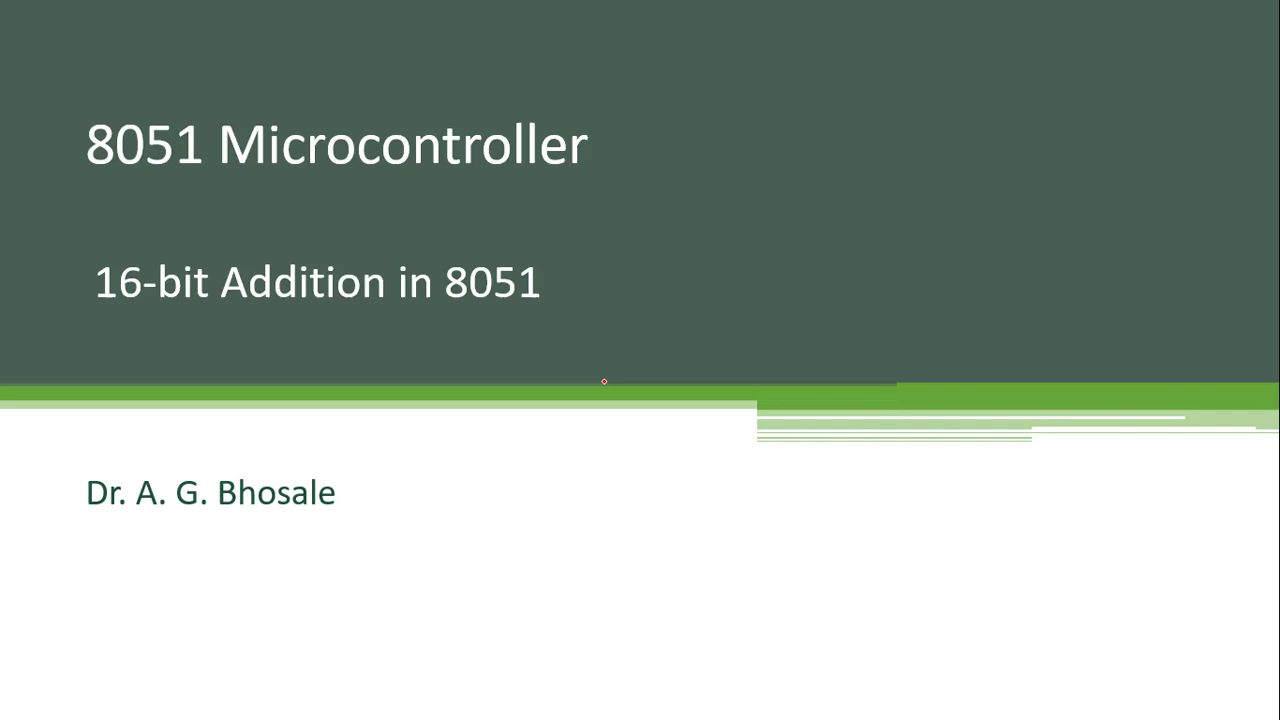 8051 Microcontroller
16-bit Addition in 8051
Dr. A. G. Bhosale